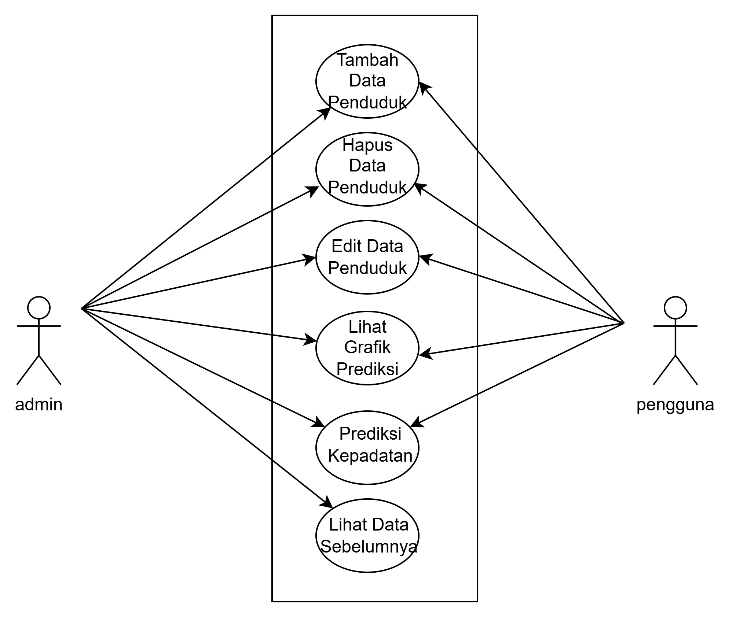 Tambah
Data
Penduduk
Hapus
Data
Penduduk
Edit Data
Penduduk
Lihat
Grafik
Prediksi
Prediksi
Kepadatan
Lihat Data
Sebelumnya
admin
pengguna